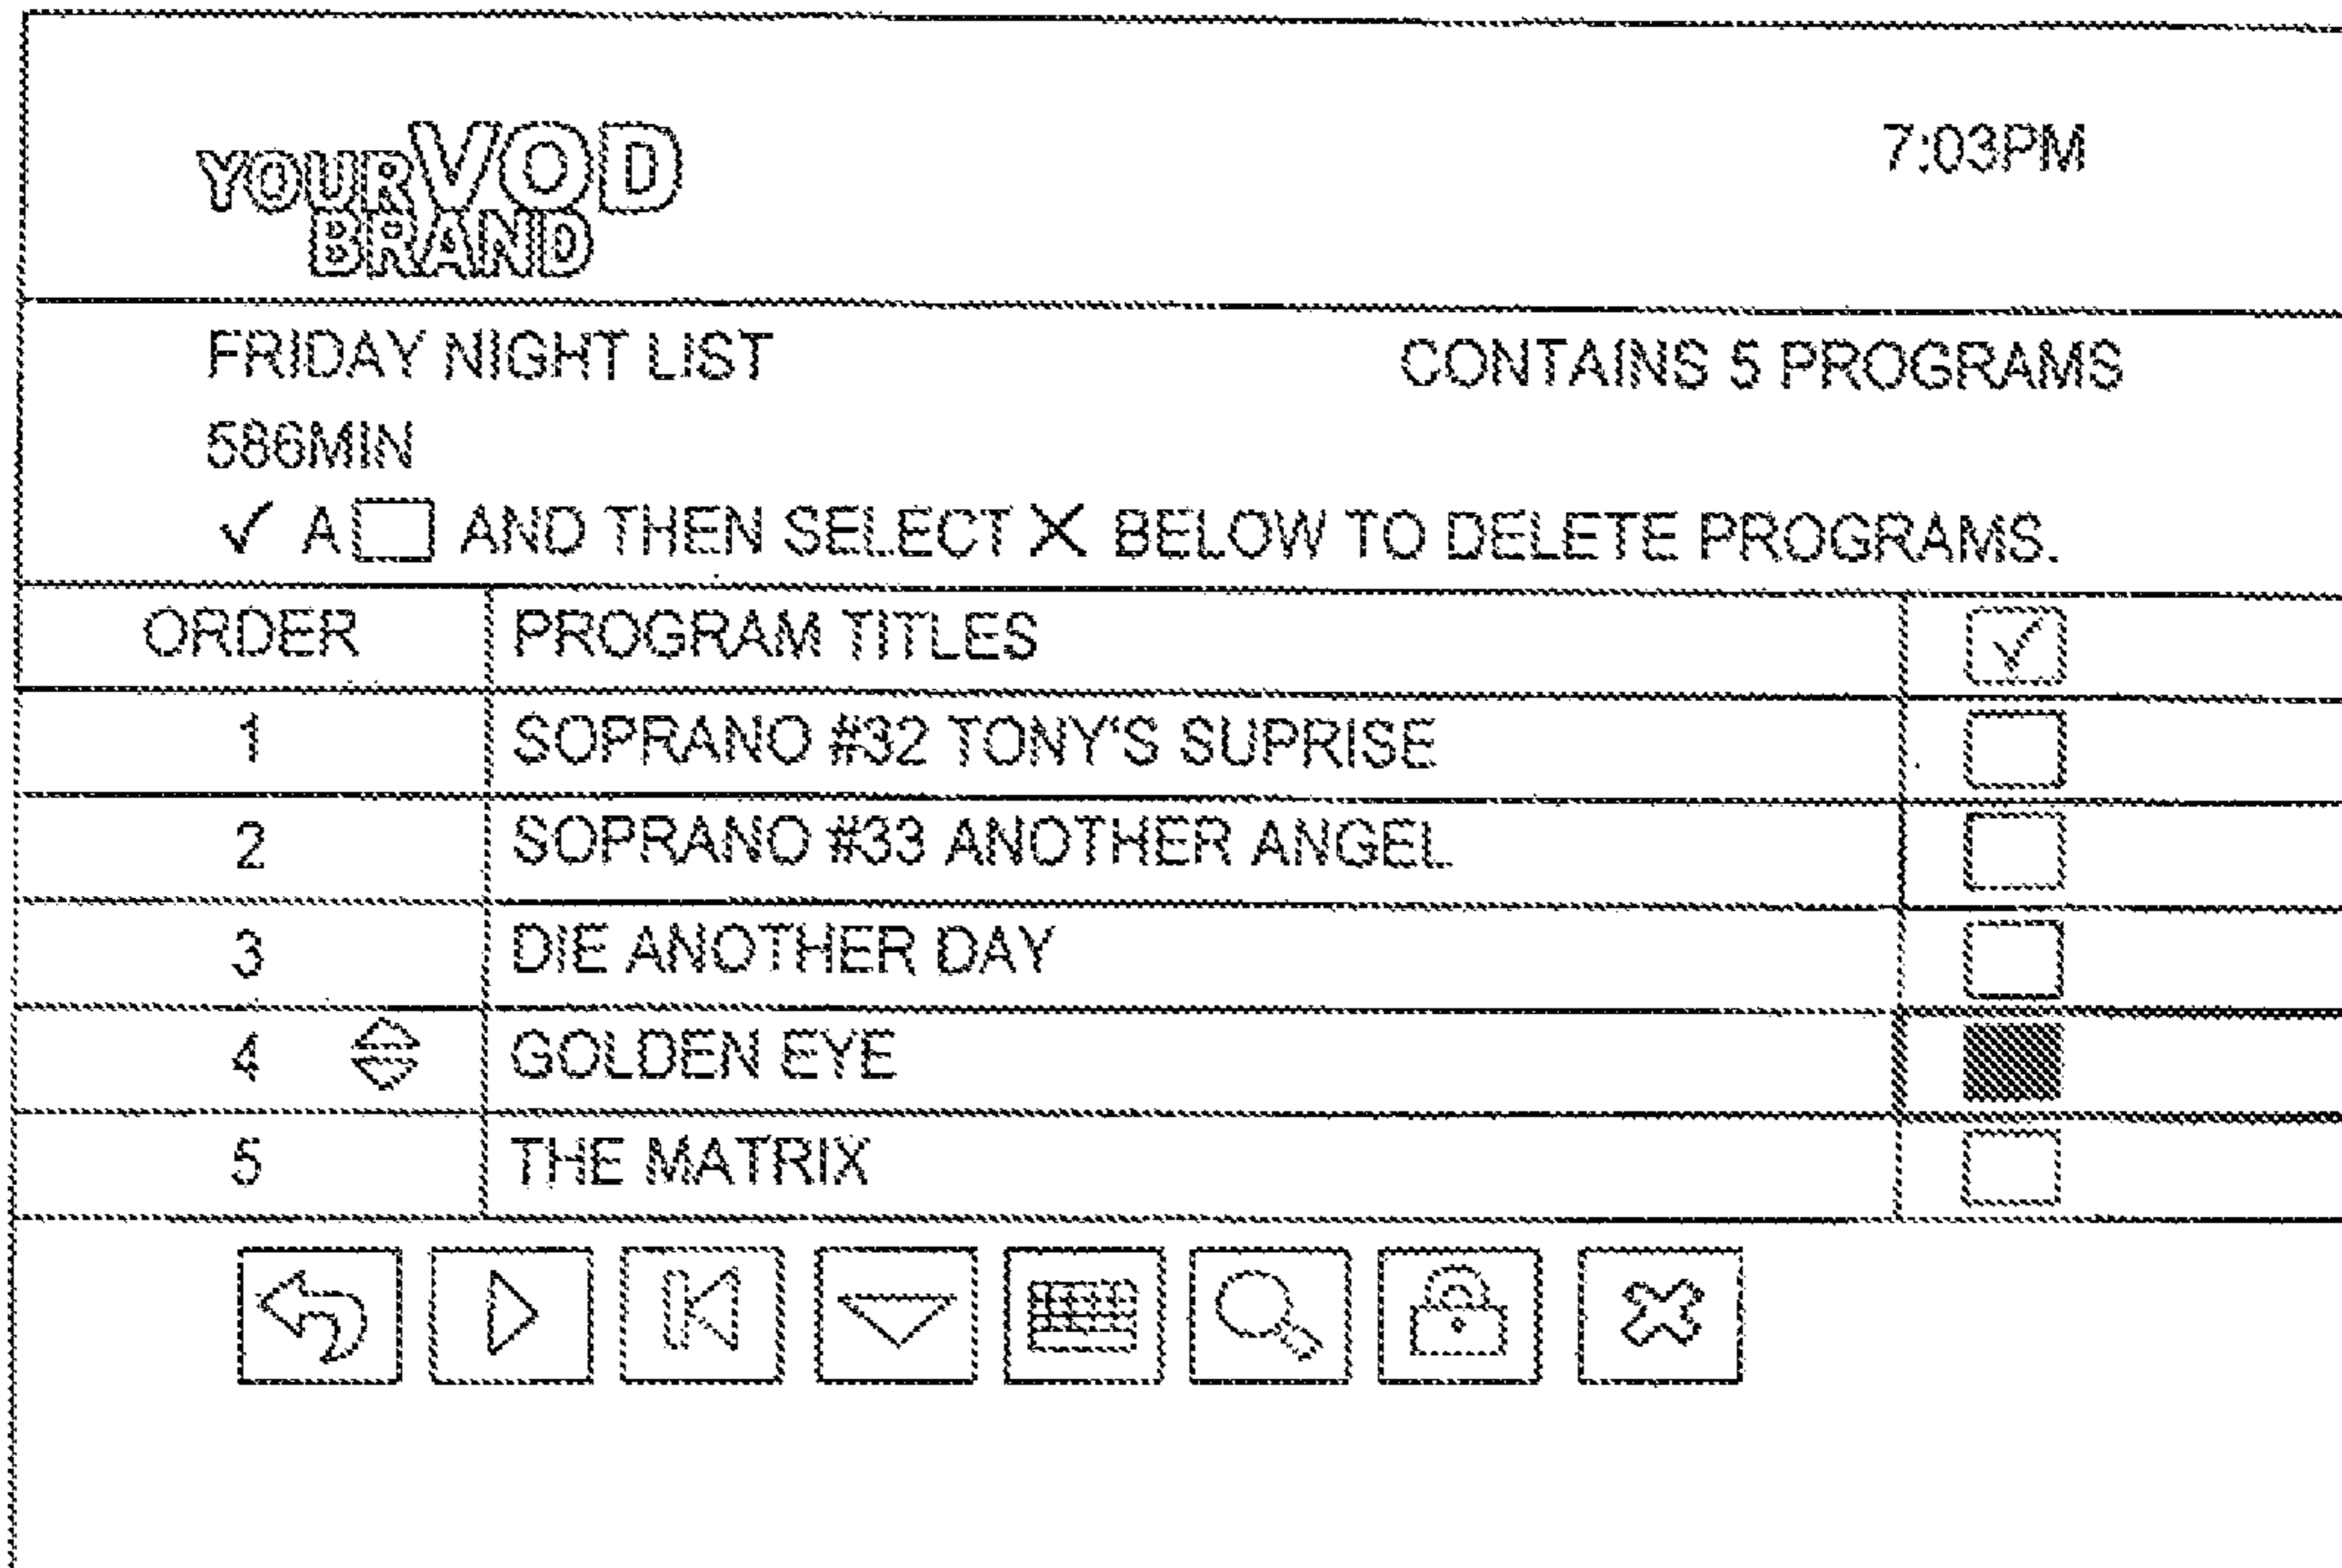 YOUR VOD
BRAND
7:03PM
FRIDAY NIGHT LIST
CONTAINS 5 PROGRAMS
586MIN
✓ A □ AND THEN SELECT X BELOW TO DELETE PROGRAMS.
ORDER PROGRAM TITLES ✓
1 SOPRANO #32 TONY'S SUPRISE
2 SOPRANO #33 ANOTHER ANGEL
3 DIE ANOTHER DAY
4 GOLDEN EYE
5 THE MATRIX